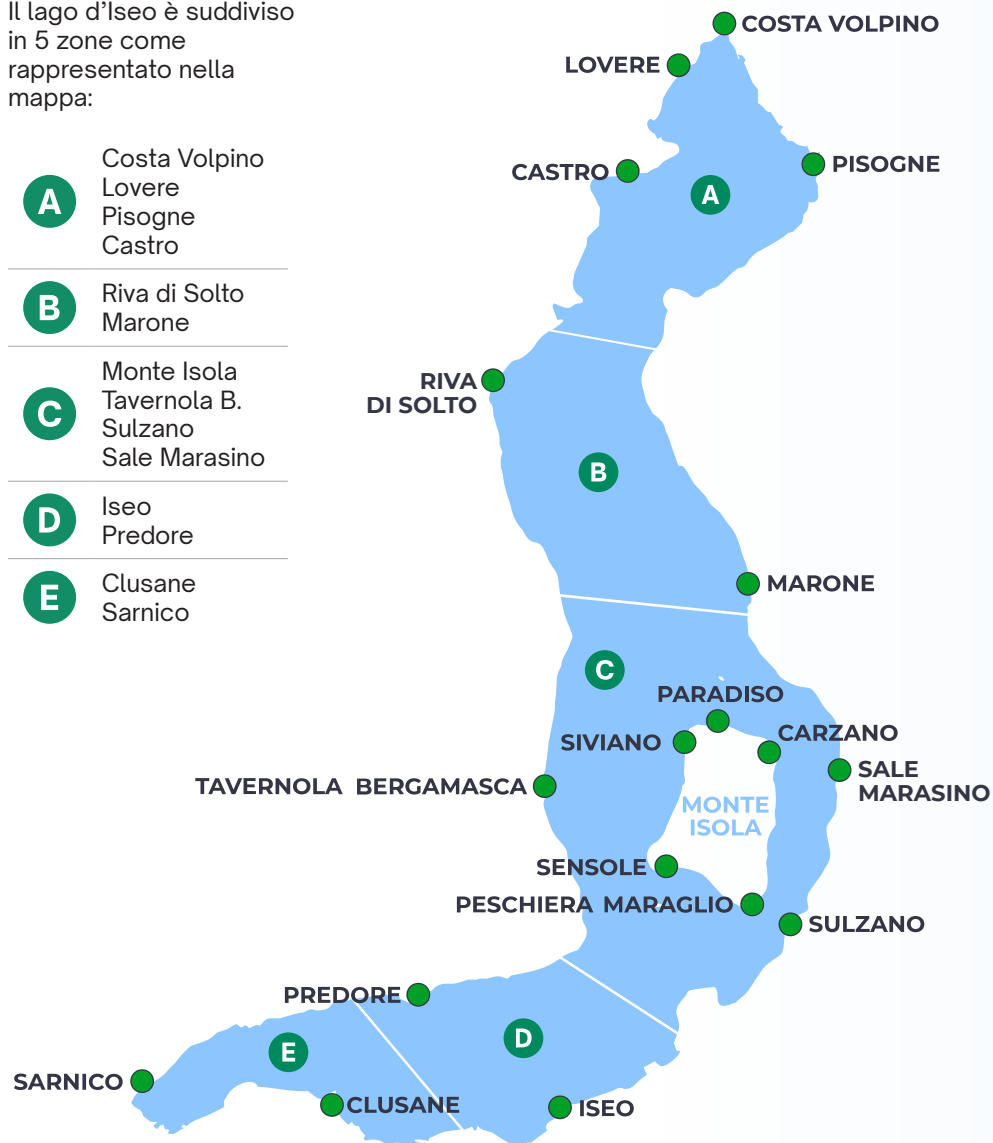 Il lago d’Iseo è suddiviso
in 5 zone come
rappresentato nella
mappa:
A
Costa Volpino
Lovere
Pisogne
Castro
B
Riva di Solto
Marone
C
Monte Isola
Tavernola B.
Sulzano
Sale Marasino
D
Iseo
Predore
E
Clusane
Sarnico
COSTA VOLPINO
LOVERE
CASTRO
PISOGNE
A
RIVA
DI SOLTO
B
MARONE
C
PARADISO
SIVIANO
CARZANO
SALE
MARASINO
TAVERNOLA BERGAMASCA
MONTE
ISOLA
SENSOLE
PESCHIERA MARAGLIO
SULZANO
PREDORE
D
E
SARNICO
CLUSANE
ISEO